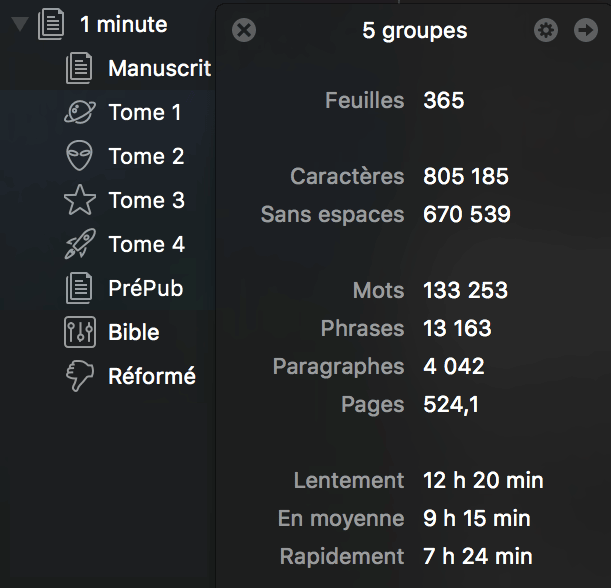 1 minute
Manuscrit
Tome 1
Tome 2
Tome 3
Tome 4
PréPub
Bible
Réformé
5 groupes
Feuilles 365
Caractères 805 185
Sans espaces 670 539
Mots 133 253
Phrases 13 163
Paragraphes 4 042
Pages 524,1
Lentement 12 h 20 min
En moyenne 9 h 15 min
Rapidement 7 h 24 min